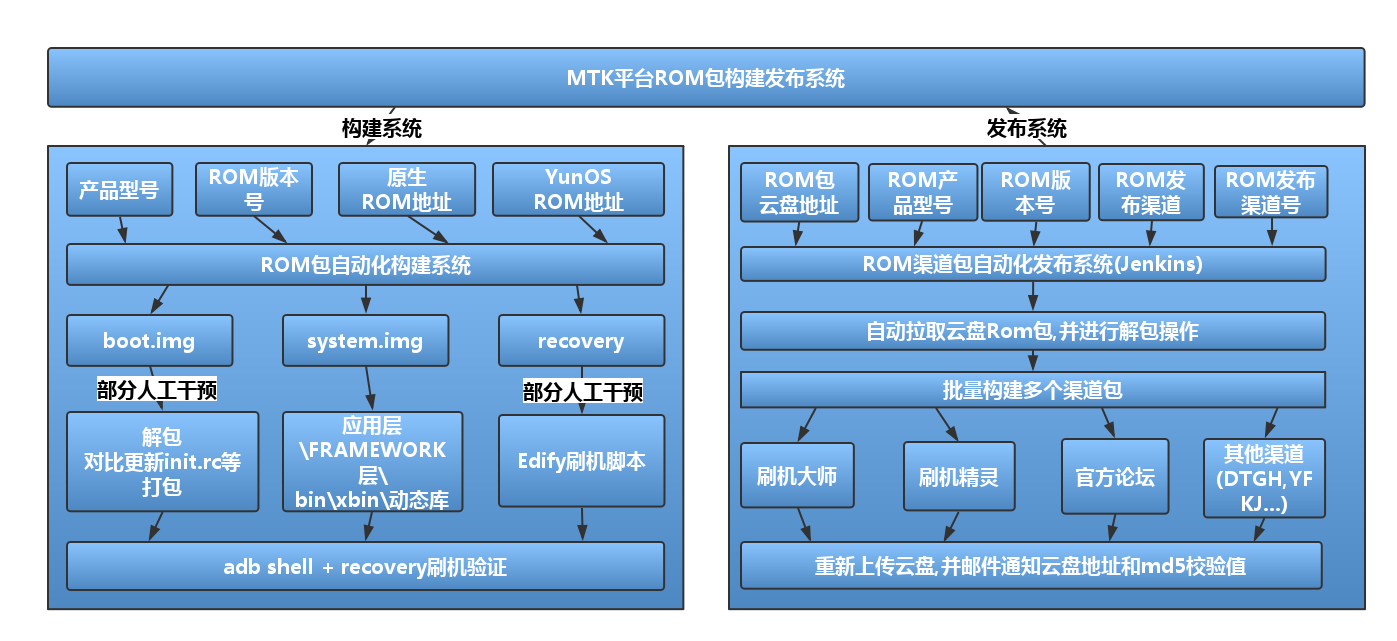 MTK平台ROM包构建发布系统
构建系统
发布系统
产品型号
ROM版本
号
原生
ROM地址
YunOS
ROM地址
ROM包自动化构建系统
boot.img
system.img
recovery
部分人工干预
部分人工干预
解包
对比更新init.rc等
打包
应用层
\FRAMEWORK
层\
bin\xbin\动态库
Edify刷机脚本
adb shell + recovery刷机验证
ROM包
云盘地址
ROM产
品型号
ROM版
本号
ROM发
布渠道
ROM发布
渠道号
ROM渠道包自动化发布系统(Jenkins)
自动拉取云盘Rom包,并进行解包操作
批量构建多个渠道包
刷机大师
刷机精灵
官方论坛
其他渠道
(DTGH,YF
KJ...)
重新上传云盘,并邮件通知云盘地址和md5校验值